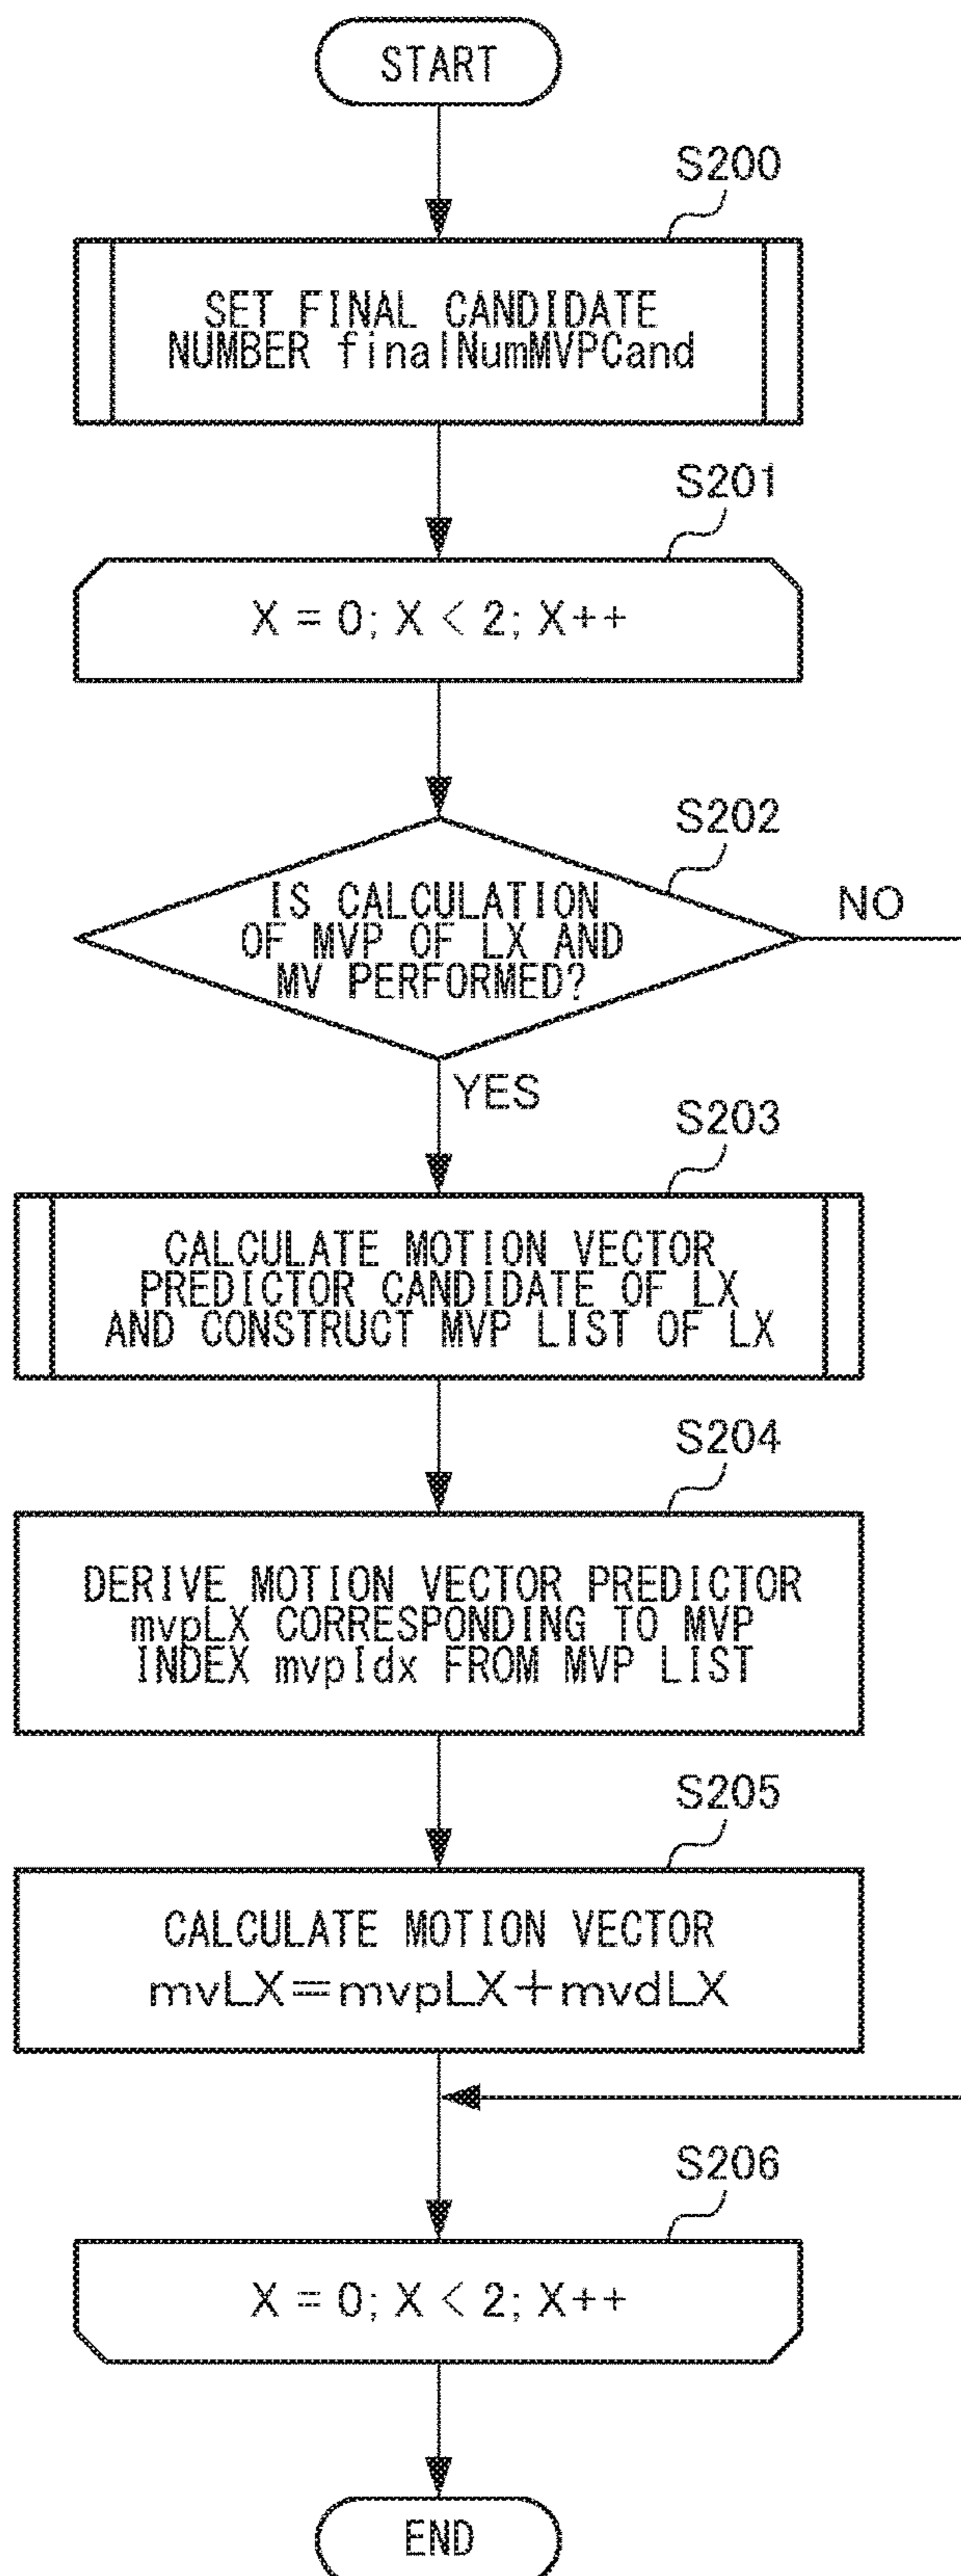 START
S200
SET FINAL CANDIDATE
NUMBER finalNumMVPCand
S201
X = 0; X < 2; X++
S202
IS CALCULATION
OF MVP OF LX AND
MV PERFORMED?
NO
YES
S203
CALCULATE MOTION VECTOR
PREDICTOR CANDIDATE OF LX
AND CONSTRUCT MVP LIST OF LX
S204
DERIVE MOTION VECTOR PREDICTOR
mvpLX CORRESPONDING TO MVP
INDEX mvpIdx FROM MVP LIST
S205
CALCULATE MOTION VECTOR
mvLX=mvpLX+mvdLX
S206
X = 0; X < 2; X++
END